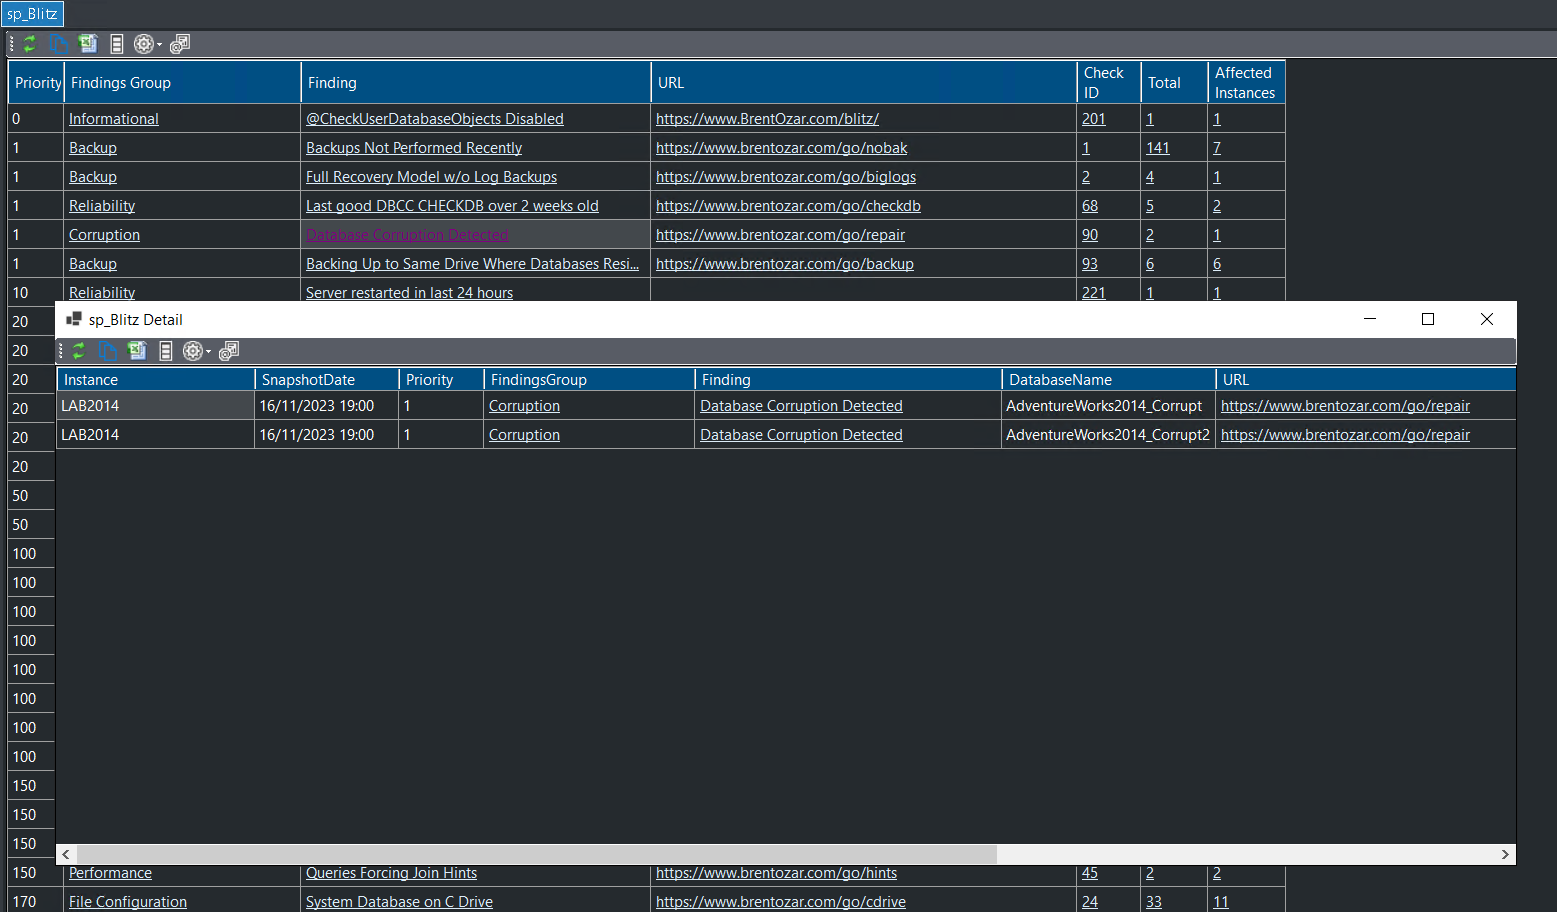 sp_Blitz
Priority Findings Group Finding URL Check ID Total Affected Instances
0 Informational @CheckUserDatabaseObjects Disabled https://www.BrentOzar.com/blitz/ 201 1 1
1 Backup Backups Not Performed Recently https://www.brentozar.com/go/nobak 1 141 7
1 Backup Full Recovery Model w/o Log Backups https://www.brentozar.com/go/biglogs 2 4 1
1 Reliability Last good DBCC CHECKDB over 2 weeks old https://www.brentozar.com/go/checkdb 68 5 2
1 Corruption Database Corruption Detected https://www.brentozar.com/go/repair 90 2 1
1 Backup Backing Up to Same Drive Where Databases Resi... https://www.brentozar.com/go/backup 93 6 6
10 Reliability Server restarted in last 24 hours 221 1 1
20
sp_Blitz Detail
20
20
Instance SnapshotDate Priority FindingsGroup Finding DatabaseName URL
20
LAB2014 16/11/2023 19:00 1 Corruption Database Corruption Detected AdventureWorks2014_Corrupt https://www.brentozar.com/go/repair
20
LAB2014 16/11/2023 19:00 1 Corruption Database Corruption Detected AdventureWorks2014_Corrupt2 https://www.brentozar.com/go/repair
20
50
50
100
100
100
100
100
100
100
100
150
150
150
150 Performance Queries Forcing Join Hints https://www.brentozar.com/go/hints 45 2 2
170 File Configuration System Database on C Drive https://www.brentozar.com/go/cdrive 24 33 11